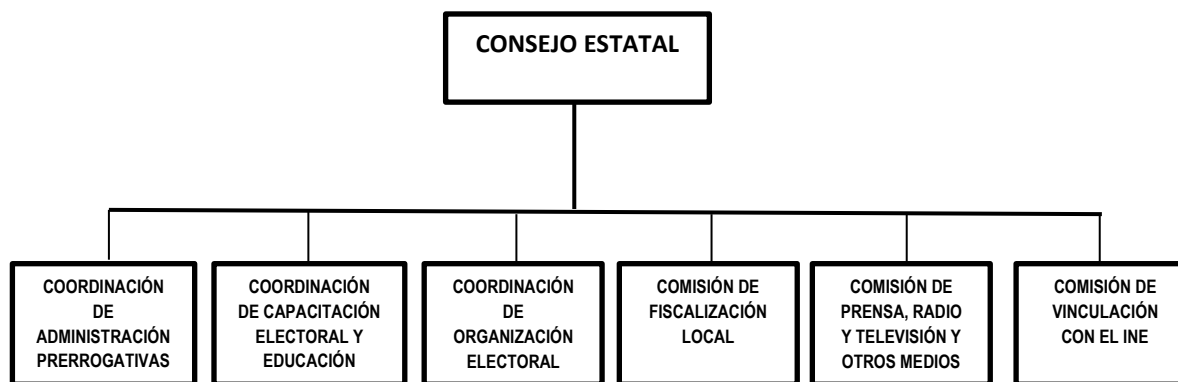 CONSEJO ESTATAL
COORDINACIÓN
DE
ADMINISTRACIÓN
PRERROGATIVAS
COORDINACIÓN
DE CAPACITACIÓN
ELECTORAL Y
EDUCACIÓN
COORDINACIÓN
DE
ORGANIZACIÓN
ELECTORAL
COMISIÓN DE
FISCALIZACIÓN
LOCAL
COMISIÓN DE
PRENSA, RADIO
Y TELEVISIÓN Y
OTROS MEDIOS
COMISIÓN DE
VINCULACIÓN
CON EL INE